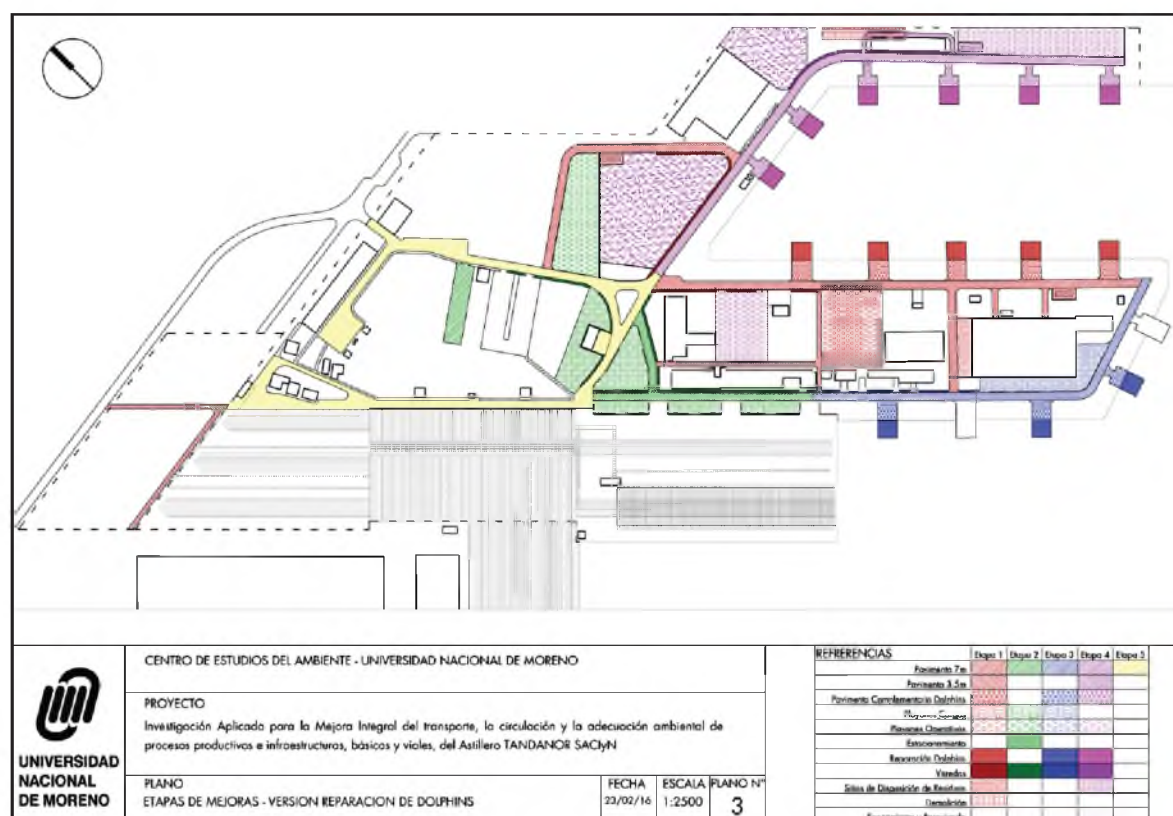 CENTRO DE ESTUDIOS DEL AMBIENTE - UNIVERSIDAD NACIONAL DE MORENO
PROYECTO
Investigación Aplicada para la Mejora Integral del transporte, la circulación y la adecuación ambiental de
procesos productivos e infraestructuras, básicos y viales, del Astillero TANDANOR SACIyN
UNIVERSIDAD
NACIONAL
DE MORENO
PLANO
ETAPAS DE MEJORAS - VERSION REPARACION DE DOLPHINS
FECHA
23/02/16
ESCALA
1:2500
PLANO N°
3
REFRERENCIAS Etapa 1 Etapa 2 Etapa 3 Etapa 4 Etapa 5
Pavimento 7m
Pavimento 3.5m
Pavimento Complementario Dolphins
Playones
Playones Operativos
Estacionamiento
Reparación Dolphins
Veredas
Sitios de Disposición de Residuos
Demolición